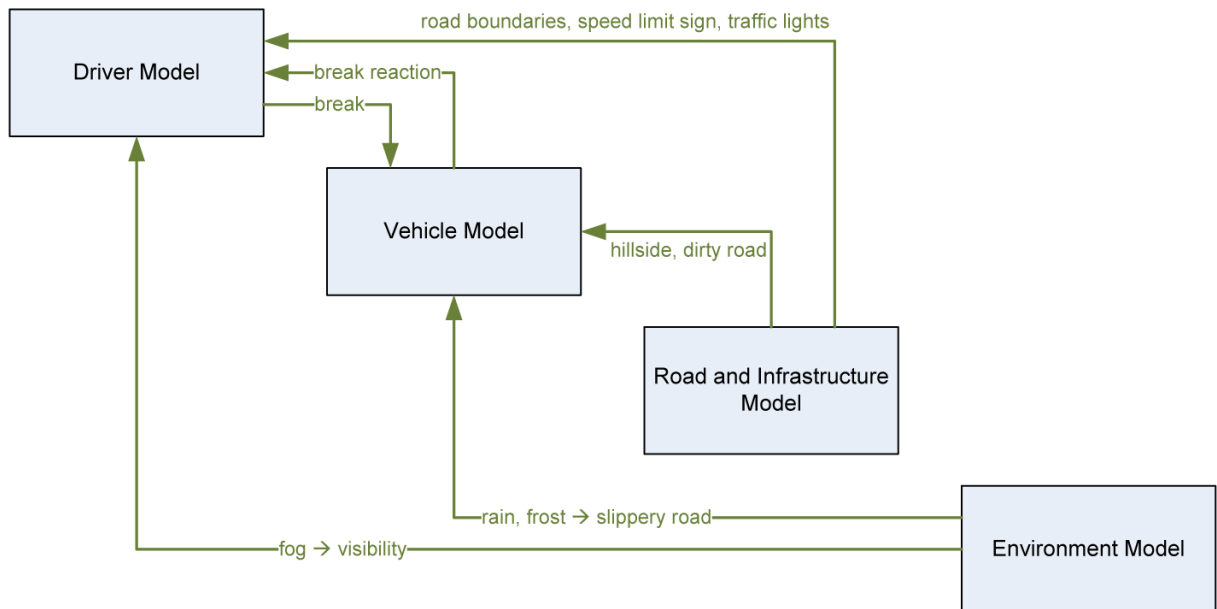 road boundaries, speed limit sign, traffic lights
Driver Model
break reaction
break
Vehicle Model
hillside, dirty road
Road and Infrastructure
Model
rain, frost → slippery road
fog → visibility
Environment Model